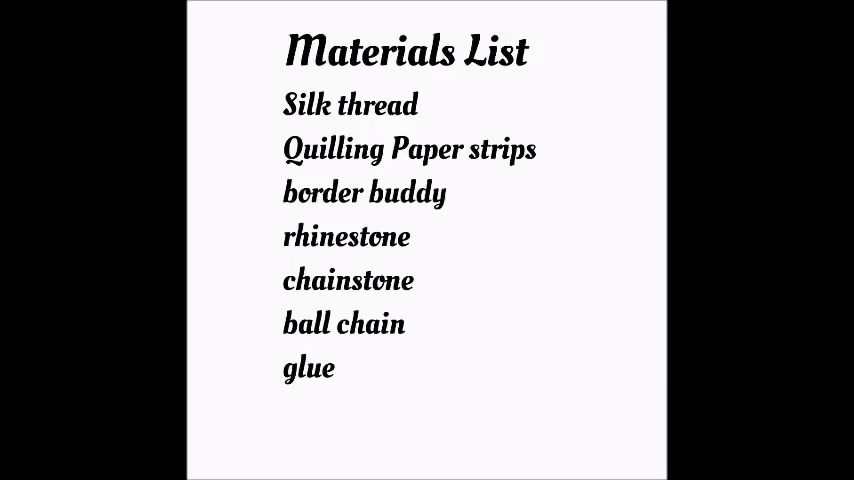 Materials List
Silk thread
Quilling Paper strips
border buddy
rhinestone
chainstone
ball chain
glue